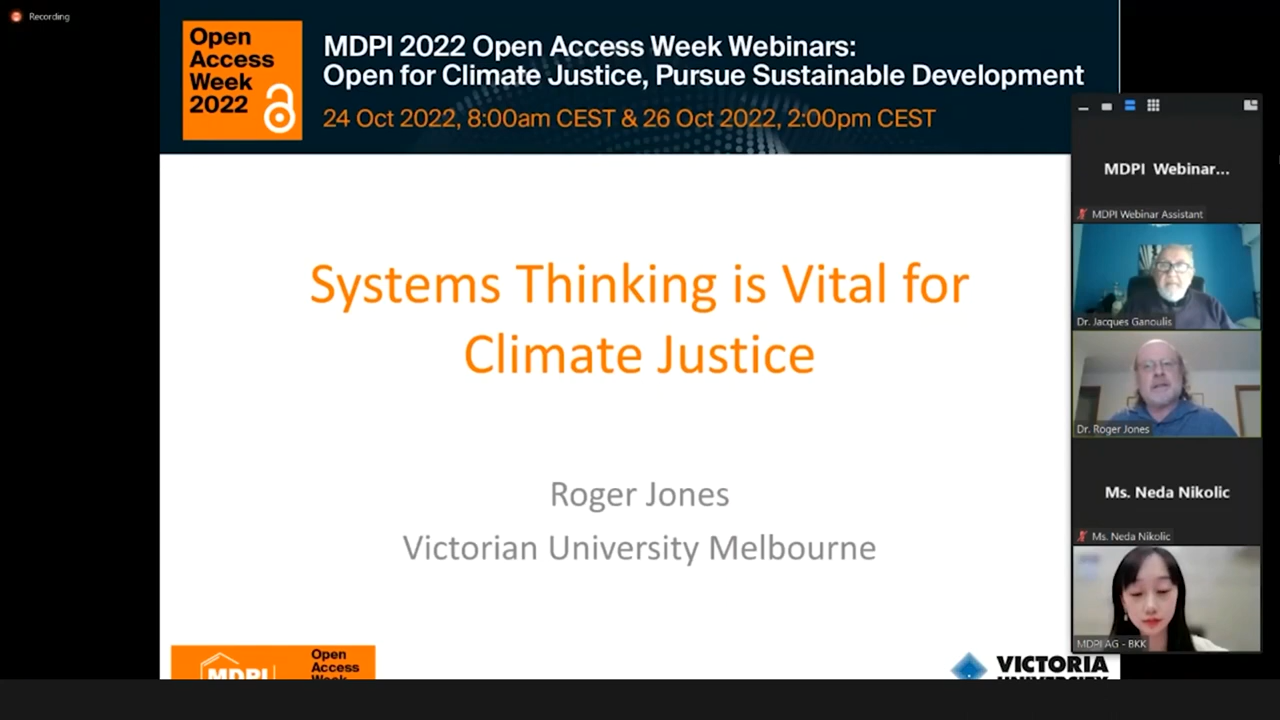 Recording
Open
Access
Week
2022
MDPI 2022 Open Access Week Webinars:
Open for Climate Justice, Pursue Sustainable Development
24 Oct 2022, 8:00am CEST & 26 Oct 2022, 2:00pm CEST
Systems Thinking is Vital for
Climate Justice
Roger Jones
Victorian University Melbourne
MDPI
Open
Access
Week
VICTORIA
UNIVERSITY
MDPI Webinar...
MDPI Webinar Assistant
Dr. Jacques Ganoulis
Dr. Roger Jones
Ms. Neda Nikolic
Ms. Neda Nikolic
MDPI AG - BKK